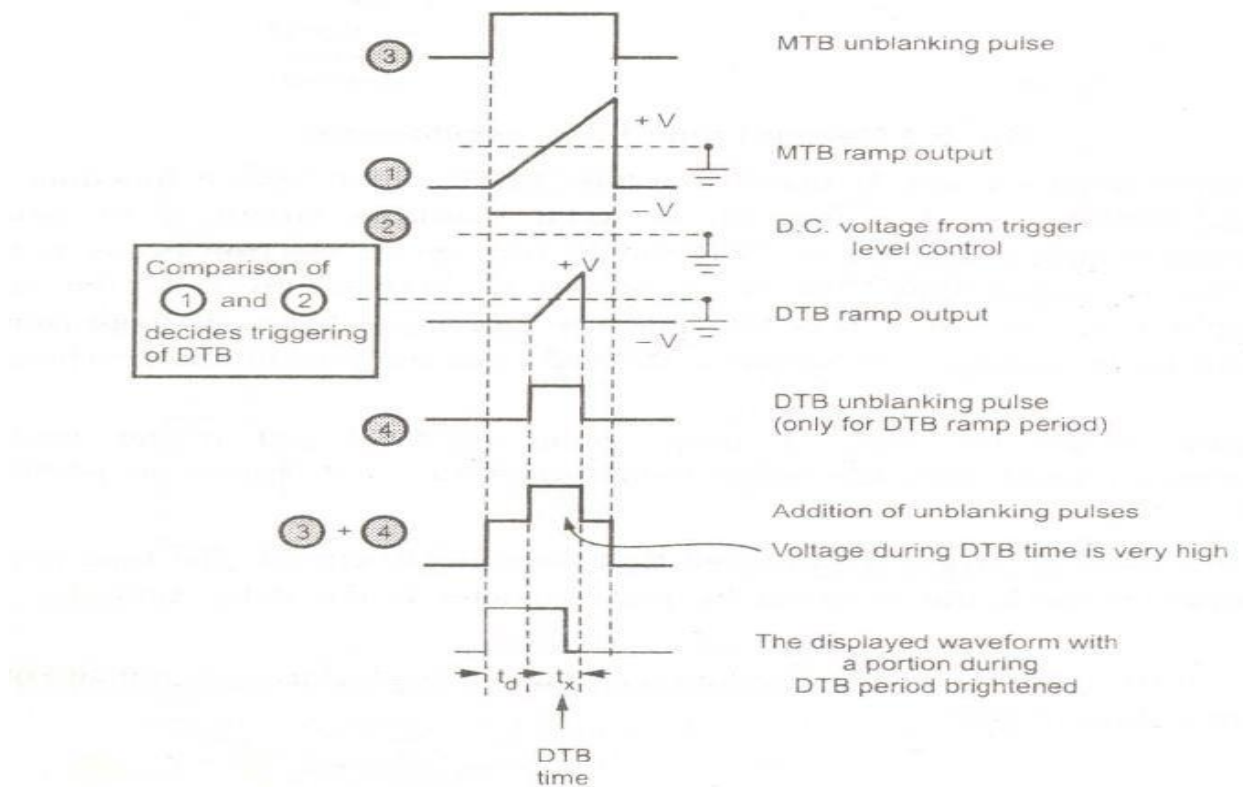 3
MTB unblanking pulse
+ V
MTB ramp output
1
– V
2
D.C. voltage from trigger
level control
Comparison of
1 and 2
decides triggering
of DTB
+ V
DTB ramp output
– V
DTB unblanking pulse
(only for DTB ramp period)
4
Addition of unblanking pulses
3 + 4
Voltage during DTB time is very high
The displayed waveform with
a portion during
DTB period brightened
td
tx
DTB
time